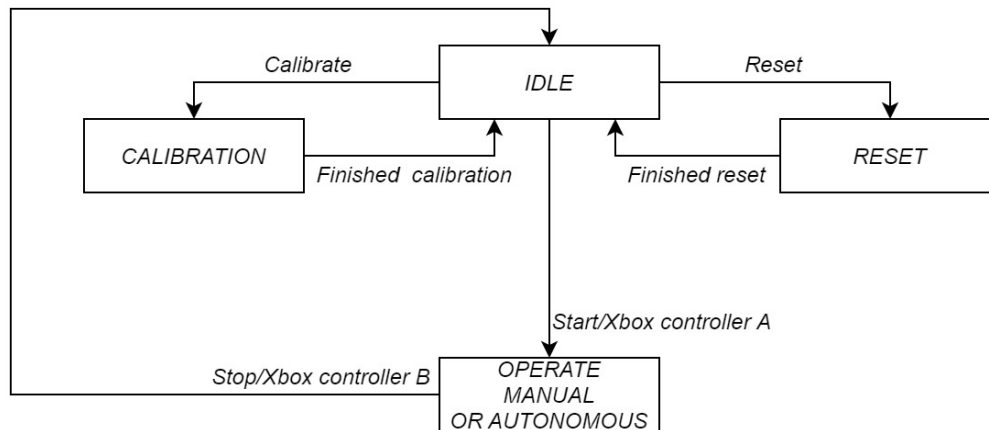 Calibrate
IDLE
Reset
CALIBRATION
Finished calibration
Finished reset
RESET
Start/Xbox controller A
Stop/Xbox controller B
OPERATE
MANUAL
OR AUTONOMOUS